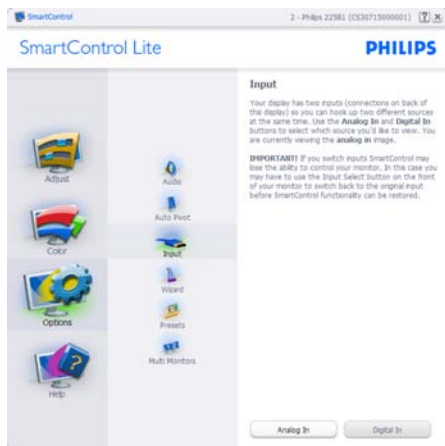 SmartControl
2 - Philips 225B1 (CS30715000001)
SmartControl Lite
PHILIPS
Adjust
Color
Options
Help
Audio
Auto Pivot
Input
Wizard
Presets
Multi Monitors
Input
Your display has two inputs (connections on back of
this display) so you can hook up two different sources
at the same time. Use the Analog In and Digital In
buttons to select which source you'd like to view. You
are currently viewing the analog in image.
IMPORTANT! If you switch inputs SmartControl may
lose the ability to control your monitor. In this case you
may have to use the Input Select button on the front
of your monitor to switch back to the original input
before SmartControl functionality can be restored.
Analog In
Digital In